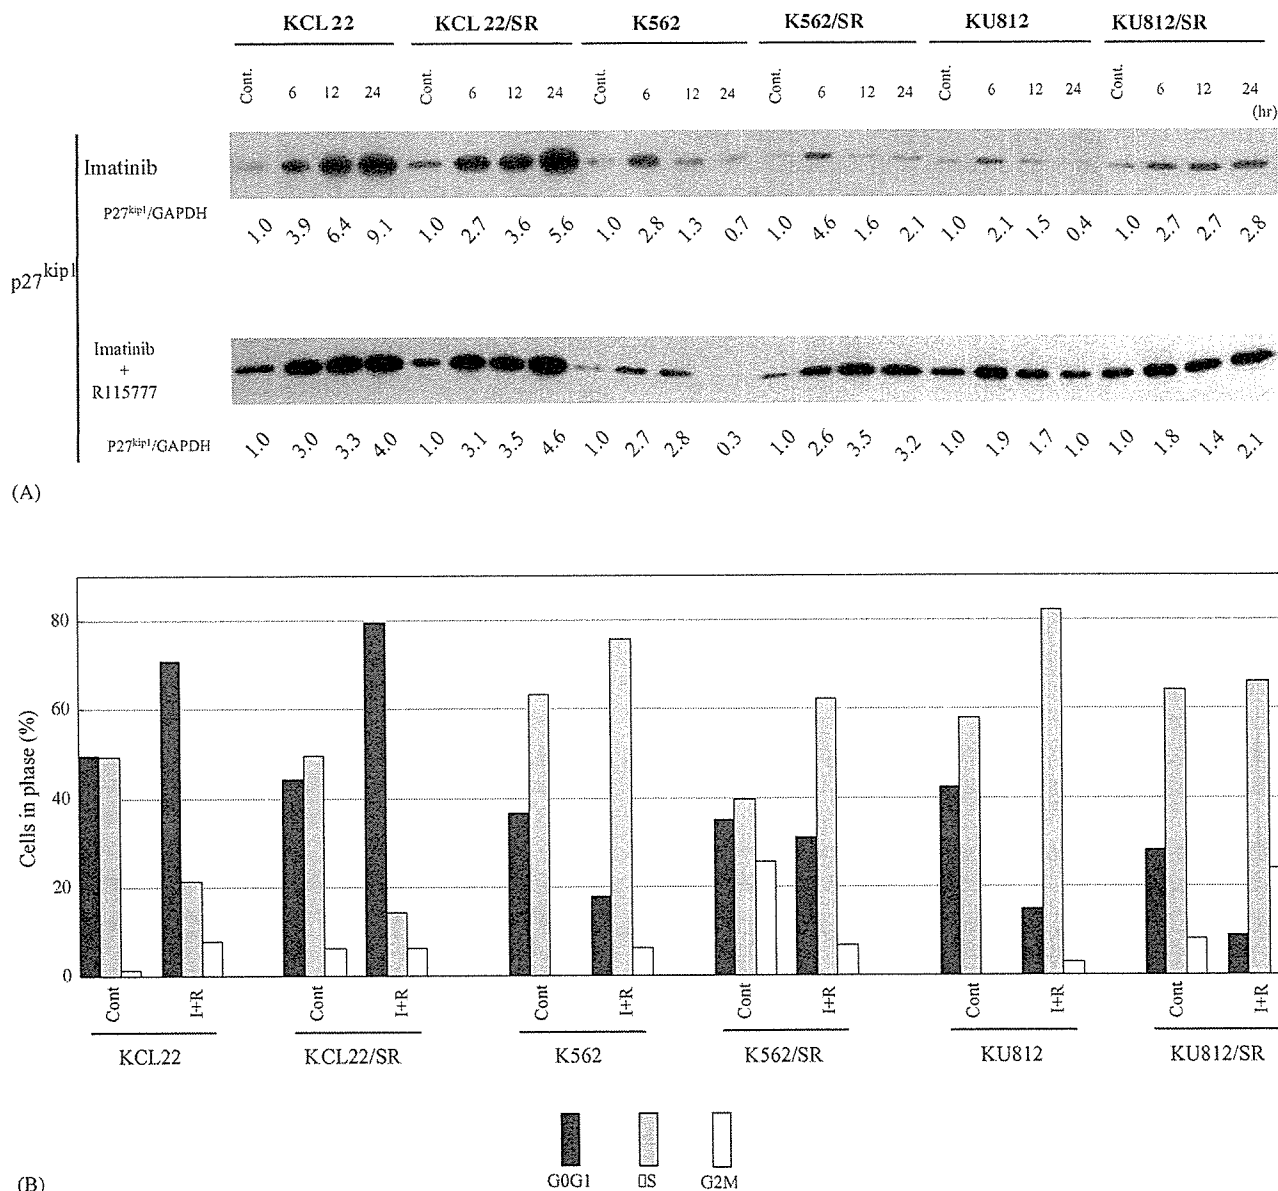 KCL 22 KCL 22/SR K562 K562/SR KU812 KU812/SR
Cont. 6 12 24 Cont. 6 12 24 Cont. 6 12 24 Cont. 6 12 24 Cont. 6 12 24 Cont. 6 12 24
(hr)
Imatinib
P27kip1/GAPDH 1.0 3.9 6.4 9.1 1.0 2.7 3.6 5.6 1.0 2.8 1.3 0.7 1.0 4.6 1.6 2.1 1.0 2.1 1.5 0.4 1.0 2.7 2.7 2.8
p27kip1
Imatinib
+
R115777
P27kip1/GAPDH 1.0 3.0 3.3 4.0 1.0 3.1 3.5 4.6 1.0 2.7 2.8 0.3 1.0 2.6 3.5 3.2 1.0 1.9 1.7 1.0 1.0 1.8 1.4 2.1
(A)
Cells in phase (%)
80
60
40
20
0
Cont I+R Cont I+R Cont I+R Cont I+R Cont I+R Cont I+R
KCL22 KCL22/SR K562 K562/SR KU812 KU812/SR
G0G1 ▯S G2M
(B)